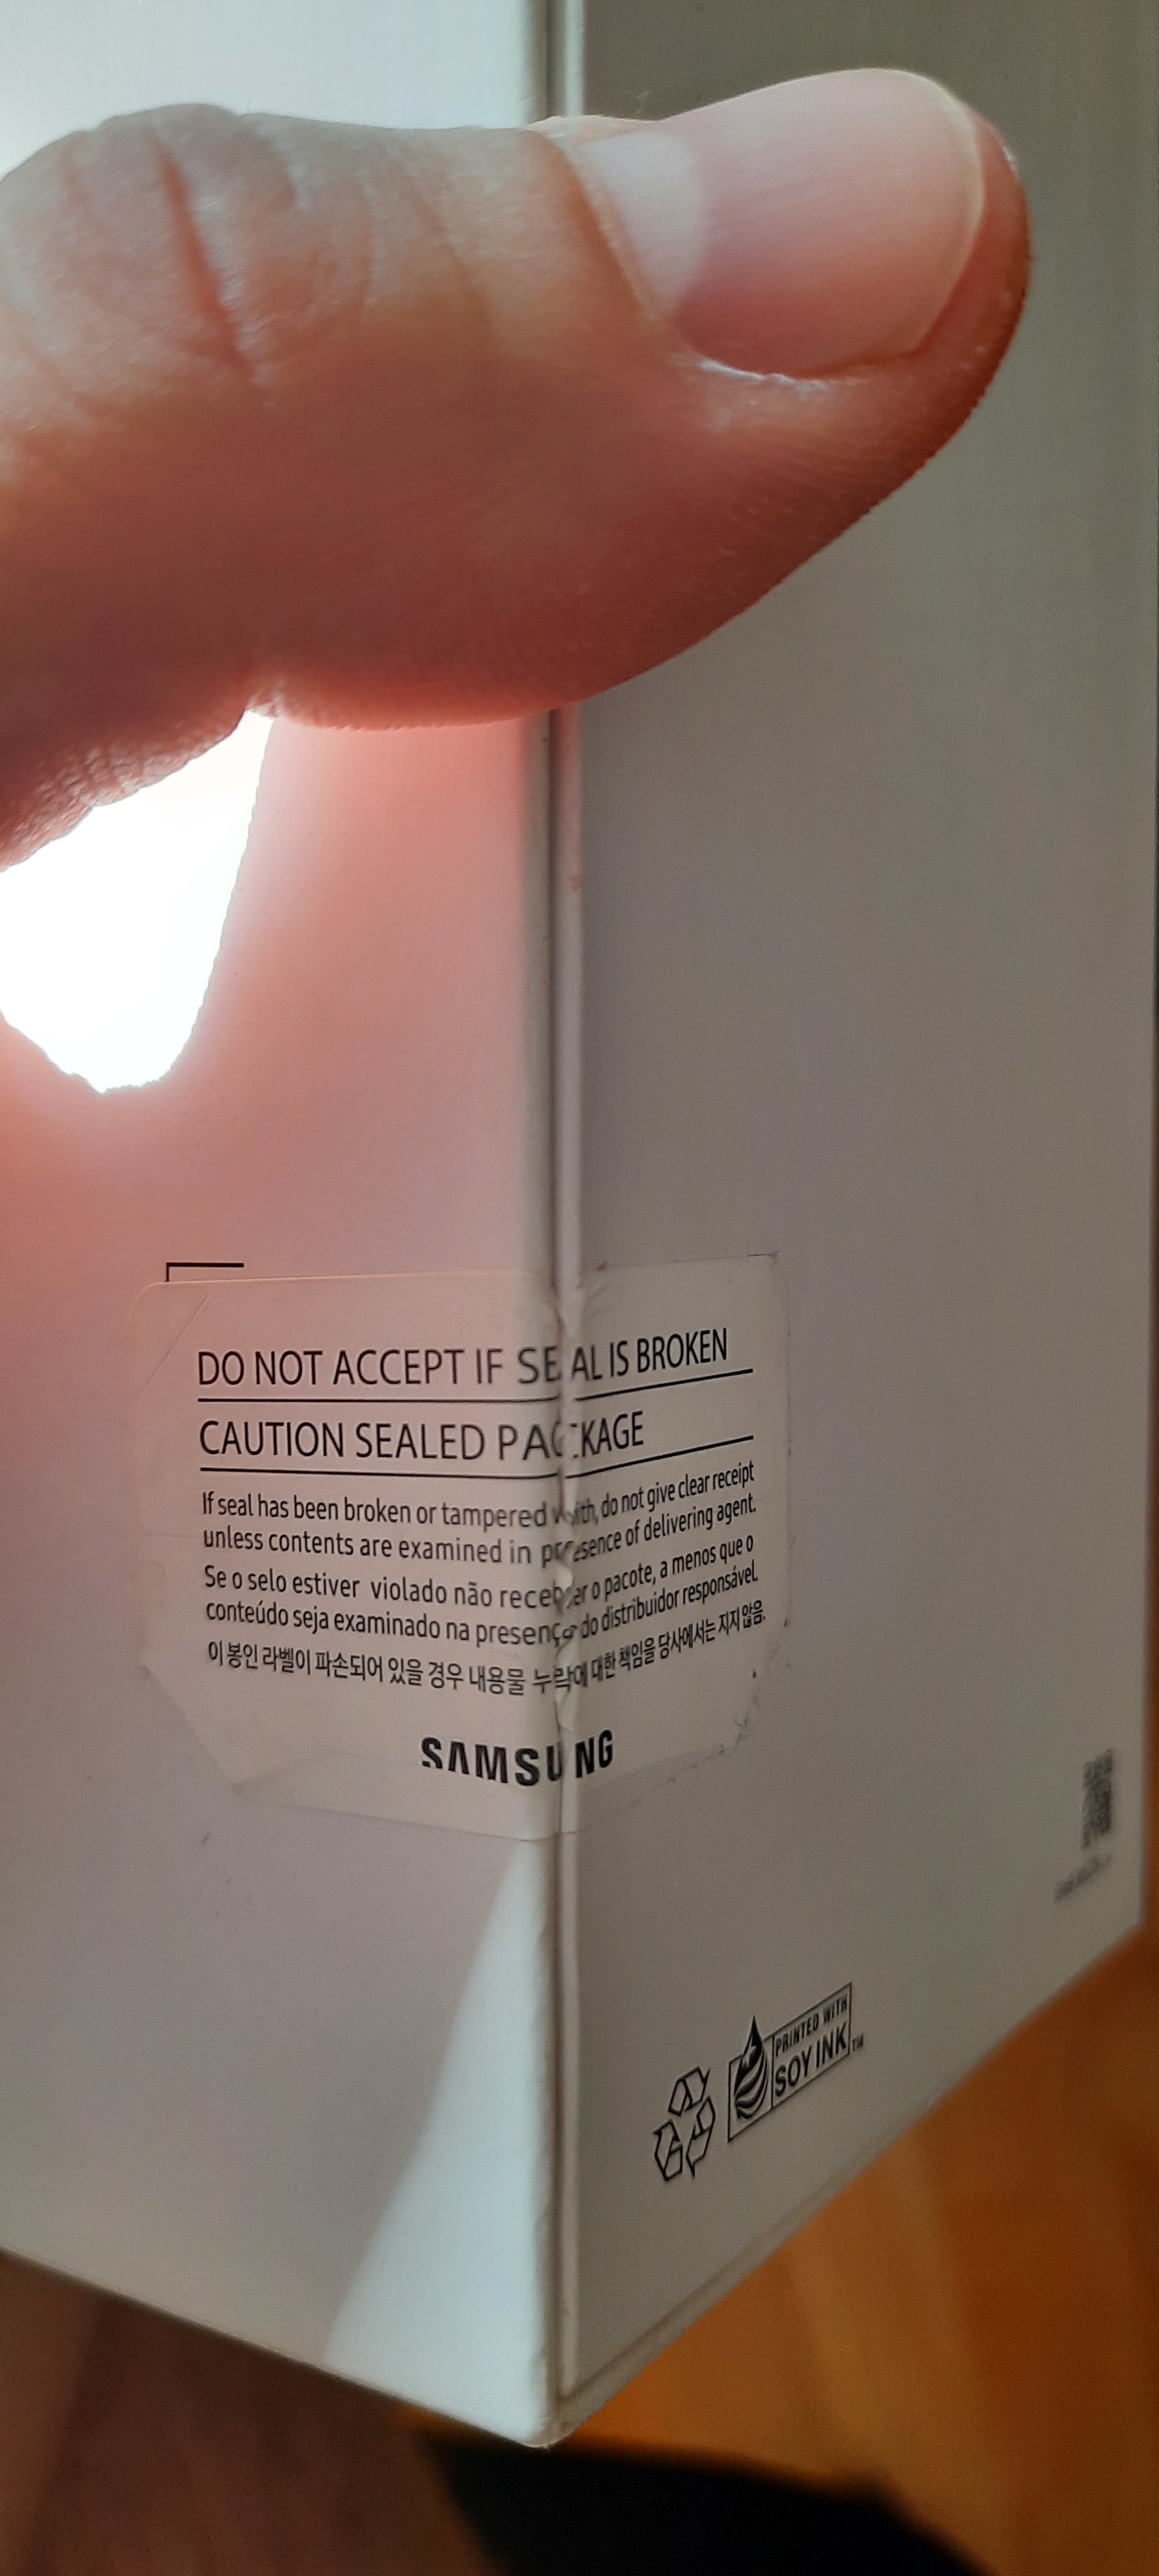 DO NOT ACCEPT IF SEAL IS BROKEN
CAUTION SEALED PACKAGE
If seal has been broken or tampered with, do not give clear receipt
unless contents are examined in presence of delivering agent.
Se o selo estiver violado não receber o pacote, a menos que o
conteúdo seja examinado na presença do distribuidor responsável.
이 봉인 라벨이 파손되어 있을 경우 내용물 누락에 대한 책임을 당사에서는 지지 않음.
SAMSUNG
PRINTED WITH
SOY INK™